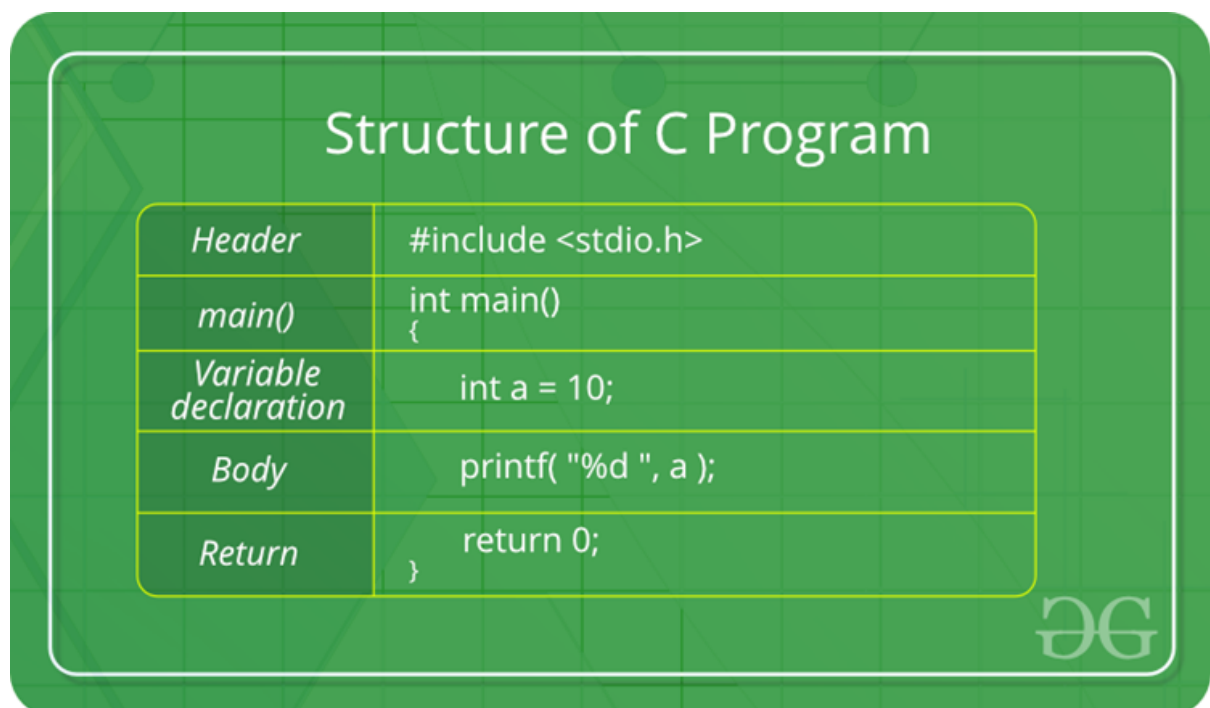 Structure of C Program
Header
#include <stdio.h>
main()
int main()
{
Variable
declaration
int a = 10;
Body
printf( "%d ", a );
Return
return 0;
}